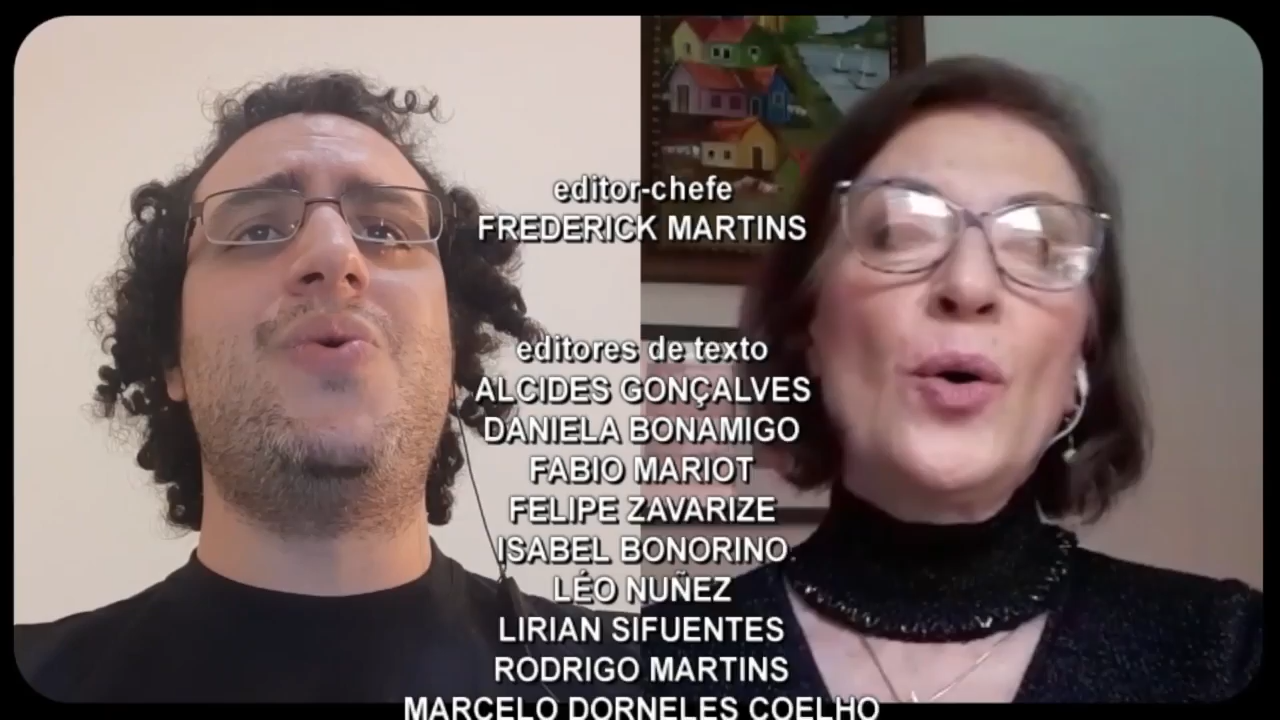 editor-chefe
FREDERICK MARTINS
editores de texto
ALCIDES GONÇALVES
DANIELA BONAMIGO
FABIO MARIOT
FELIPE ZAVARIZE
ISABEL BONORINO
LÉO NUÑEZ
LIRIAN SIFUENTES
RODRIGO MARTINS
MARCELO DORNELES COELHO